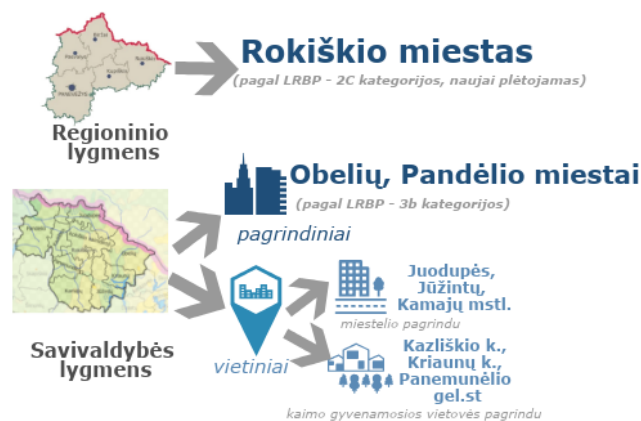 Rokiškio miestas
(pagal LRBP - 2C kategorijos, naujai plėtojamas)
Regioninio
lygmens
Obelių, Pandėlio miestai
(pagal LRBP - 3b kategorijos)
pagrindiniai
Savivaldybės
lygmens
vietiniai
Juodupės,
Jūžintų,
Kamajų mstl.
miestelio pagrindu
Kazliškio k.,
Kriaunų k.,
Panemunėlio
gel.st
kaimo gyvenamosios vietovės pagrindu